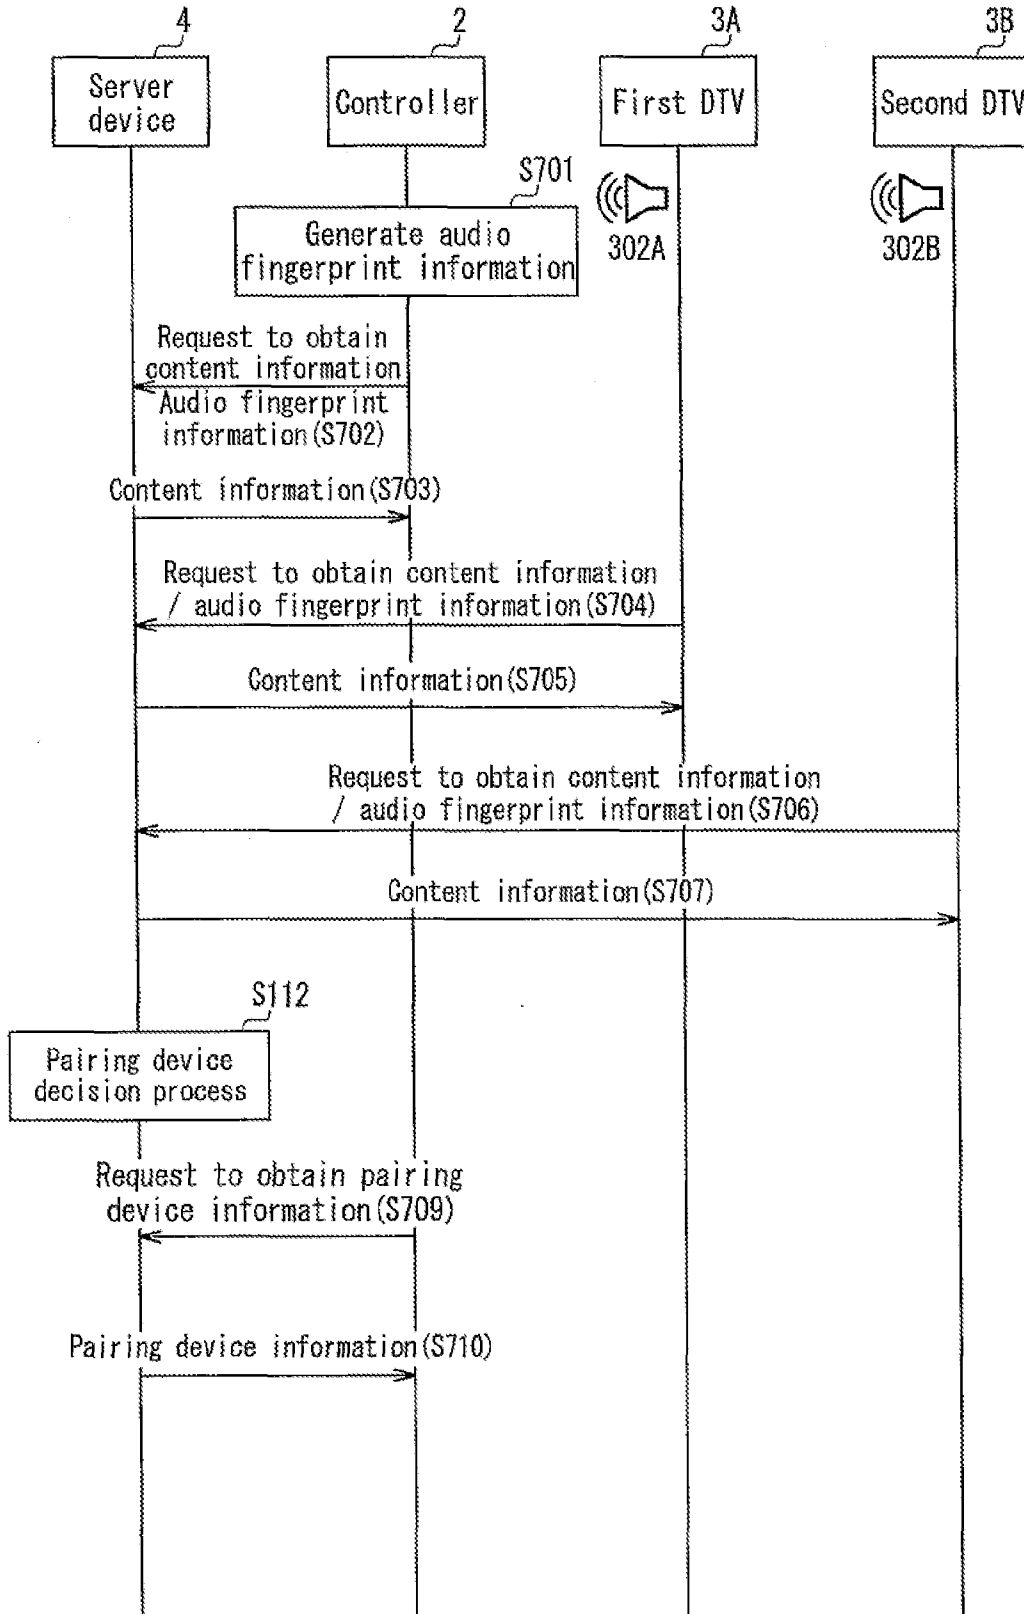 4
2
3A
3B
Server
device
Controller
First DTV
Second DTV
S701
302A
302B
Generate audio
fingerprint information
Request to obtain
content information
Audio fingerprint
information(S702)
Content information(S703)
Request to obtain content information
/ audio fingerprint information(S704)
Content information(S705)
Request to obtain content information
/ audio fingerprint information(S706)
Content information(S707)
S112
Pairing device
decision process
Request to obtain pairing
device information(S709)
Pairing device information(S710)